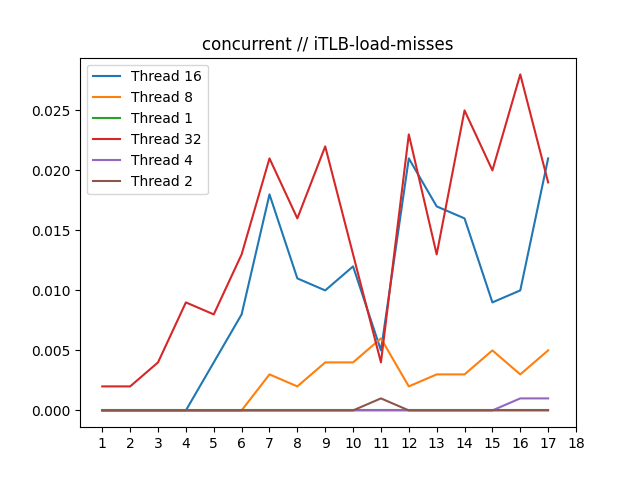 concurrent // iTLB-load-misses
Thread 16
Thread 8
Thread 1
Thread 32
Thread 4
Thread 2
0.025
0.020
0.015
0.010
0.005
0.000
1 2 3 4 5 6 7 8 9 10 11 12 13 14 15 16 17 18